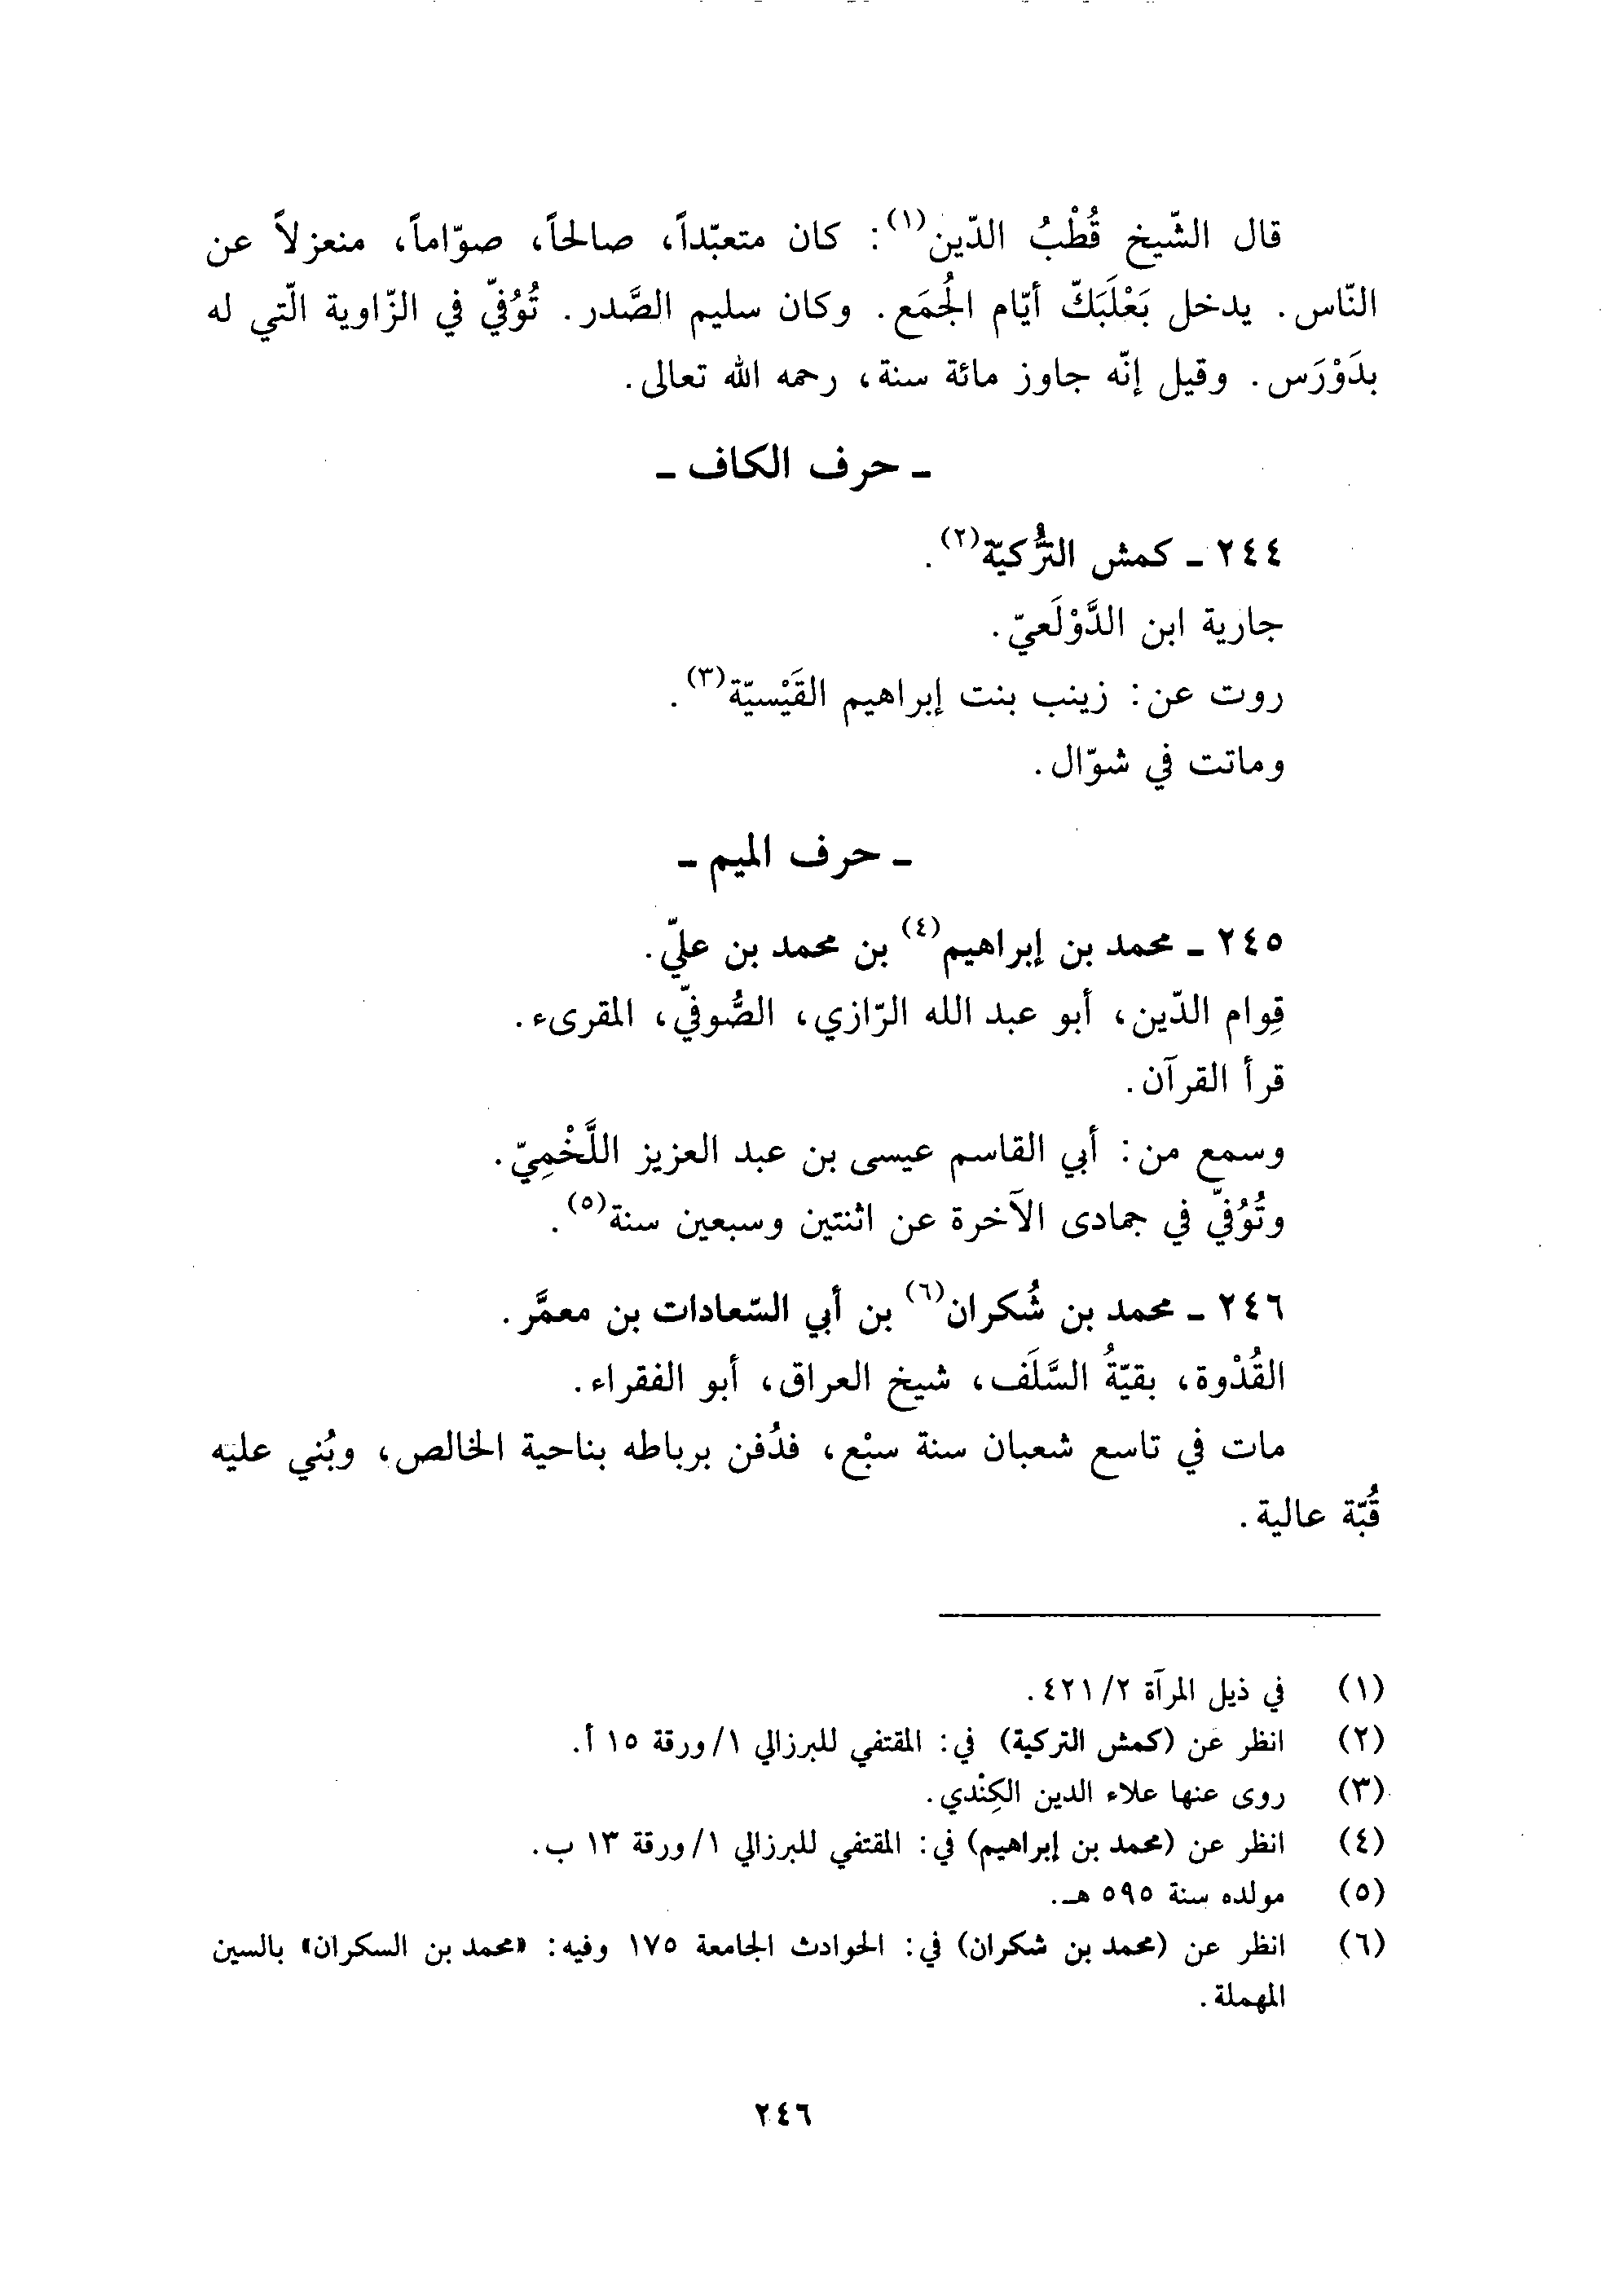 قال الشّيخ قُطْبُ الدّين(١): كان متعبّداً، صالحاً، صوّاماً، منعزلاً عن
النّاس. يدخل بَعْلَبَكّ أيّام الجُمَع. وكان سليم الصَّدر. تُوُفيّ في الزّاوية الّتي له
بدَوْرَس. وقيل إنّه جاوز مائة سنة، رحمه الله تعالى.
ـ حرف الكاف ـ
٢٤٤ ـ كمش التُّركيّة(٢).
جارية ابن الدَّوْلَعيّ.
روت عن: زينب بنت إبراهيم القَيْسيّة(٣).
وماتت في شوّال.
ـ حرف الميم ـ
٢٤٥ ـ محمد بن إبراهيم(٤) بن محمد بن عليّ.
قِوام الدّين، أبو عبد الله الرّازي، الصُّوفيّ، المقرىء.
قرأ القرآن.
وسمع من: أبي القاسم عيسى بن عبد العزيز اللَّخْمِيّ.
وتُوُفيّ في جمادى الآخرة عن اثنتين وسبعين سنة(٥).
٢٤٦ ـ محمد بن شُكران(٦) بن أبي السّعادات بن معمَّر.
القُدْوة، بقيّةُ السَّلَف، شيخ العراق، أبو الفقراء.
مات في تاسع شعبان سنة سبْع، فدُفن برباطه بناحية الخالص، وبُني عليه
قُبّة عالية.
(١) في ذيل المرآة ٤٢١/٢.
(٢) انظر عن (كمش التركية) في: المقتفي للبرزالي ١/ورقة ١٥ أ.
(٣) روى عنها علاء الدين الكِنْدي.
(٤) انظر عن (محمد بن إبراهيم) في: المقتفي للبرزالي ١/ورقة ١٣ ب.
(٥) مولده سنة ٥٩٥ هـ.
(٦) انظر عن (محمد بن شكران) في: الحوادث الجامعة ١٧٥ وفيه: «محمد بن السكران» بالسين
المهملة.
٢٤٦